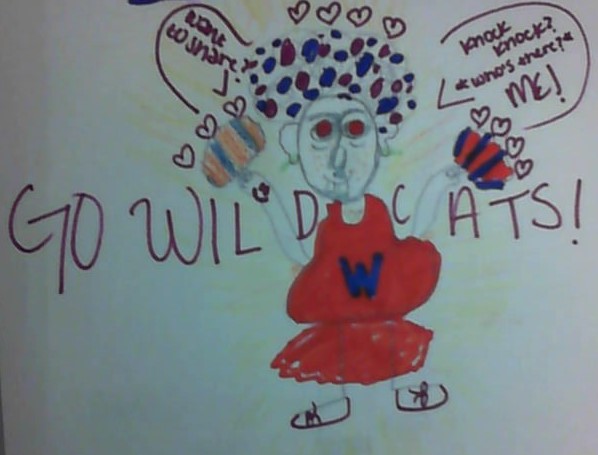 want
to share?
knock
knock?
*who's there?*
ME!
GO WILDCATS!
W